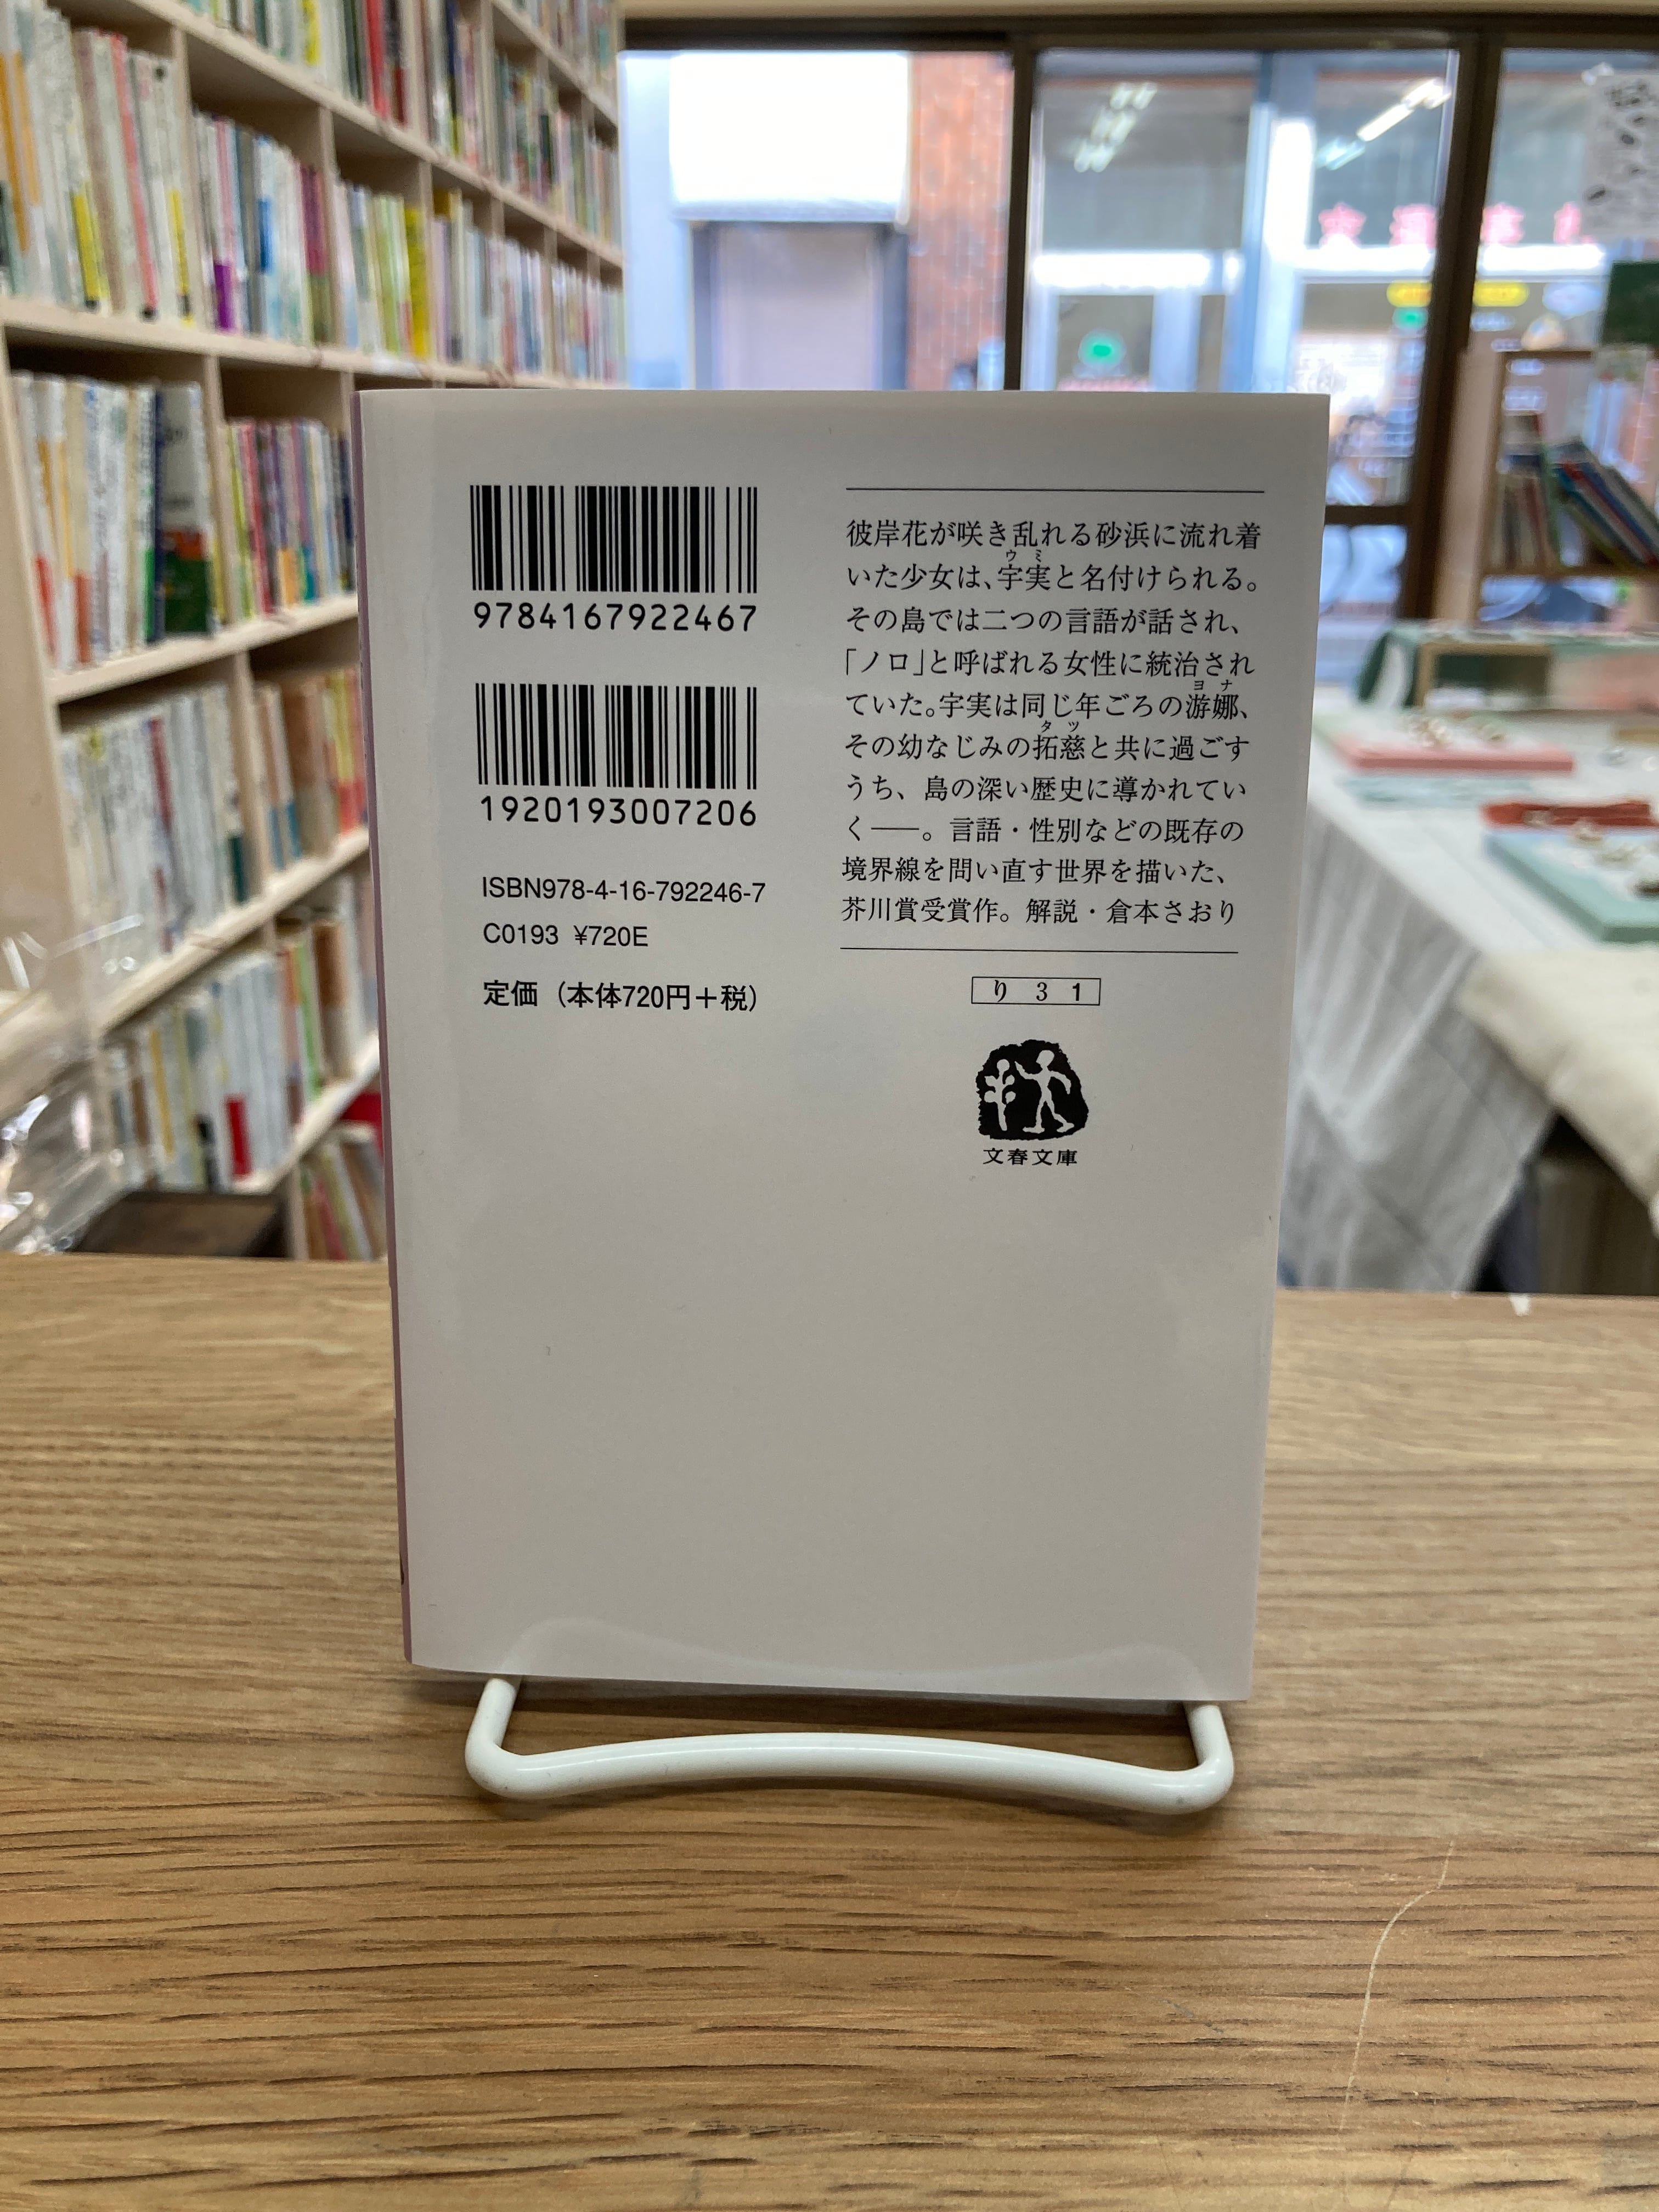 9784167922467
1920193007206
ISBN978-4-16-792246-7
C0193 ¥720E
定価（本体720円＋税）
彼岸花が咲き乱れる砂浜に流れ着
いた少女は、宇実と名付けられる。
その島では二つの言語が話され、
「ノロ」と呼ばれる女性に統治され
ていた。宇実は同じ年ごろの游娜、
その幼なじみの拓慈と共に過ごす
うち、島の深い歴史に導かれてい
く──。言語・性別などの既存の
境界線を問い直す世界を描いた、
芥川賞受賞作。解説・倉本さおり
り 3 1
文春文庫